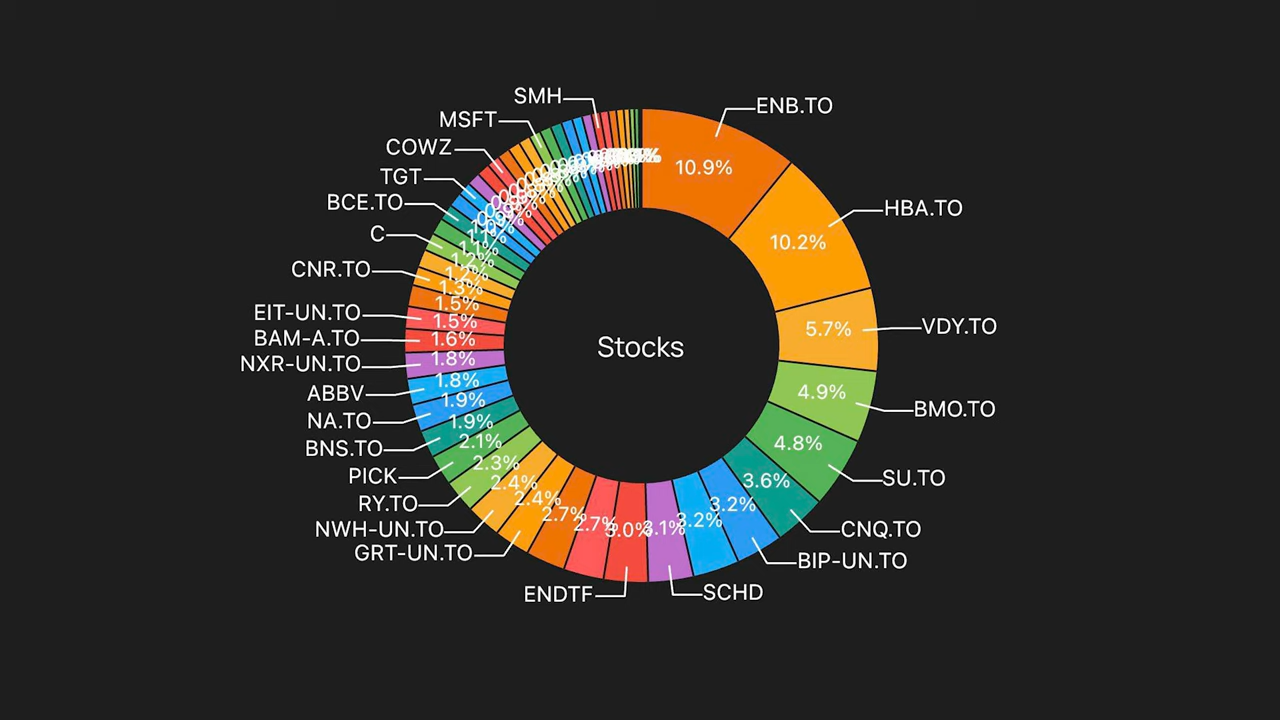 ENB.TO
HBA.TO
VDY.TO
BMO.TO
SU.TO
CNQ.TO
BIP-UN.TO
SCHD
ENDTF
GRT-UN.TO
NWH-UN.TO
RY.TO
PICK
BNS.TO
NA.TO
ABBV
NXR-UN.TO
BAM-A.TO
EIT-UN.TO
CNR.TO
C
BCE.TO
TGT
COWZ
MSFT
SMH
10.9%
10.2%
5.7%
4.9%
4.8%
3.6%
3.2%
3.2%
3.1%
3.0%
2.7%
2.7%
2.4%
2.4%
2.3%
2.1%
1.9%
1.9%
1.8%
1.8%
1.6%
1.5%
1.5%
1.3%
1.2%
1.2%
1.1%
1.1%
Stocks